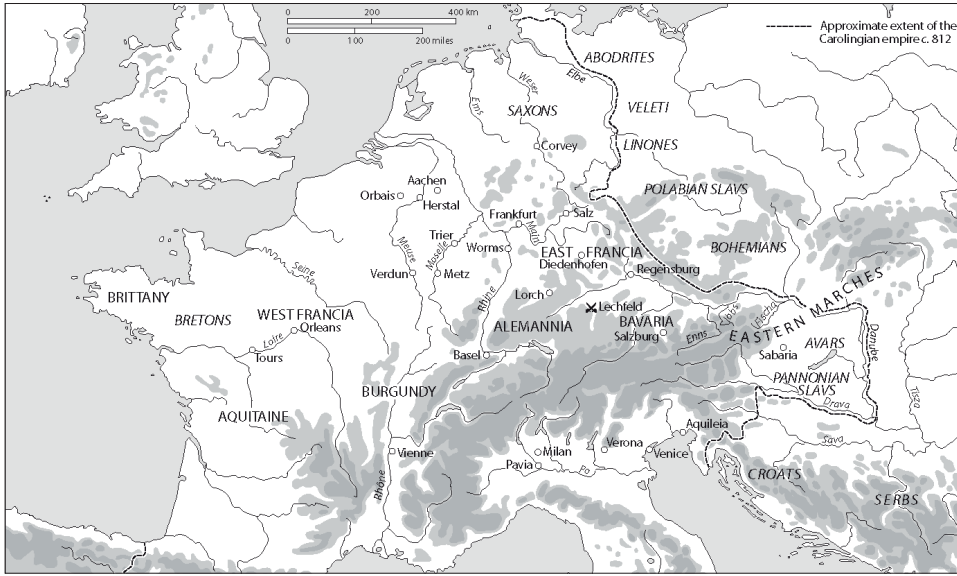 0 200 400 km
0 100 200 miles
Approximate extent of the
Carolingian empire c. 812
ABODRITES
Elbe
Weser
Ems
SAXONS
VELETI
LINONES
Corvey
Aachen
Orbais
Herstal
POLABIAN SLAVS
Frankfurt
Salz
Main
Trier
Worms
Meuse
Moselle
EAST FRANCIA
BOHEMIANS
Diedenhofen
Regensburg
Verdun
Metz
Seine
Rhine
Lorch
Lechfeld
BRITTANY
BRETONS
WEST FRANCIA
Orleans
Loire
Tours
ALEMANNIA
BAVARIA
Salzburg
Enns
Ybbs
Fischa
EASTERN MARCHES
AVARS
Danube
Sabaria
Basel
PANNONIAN
SLAVS
Drava
Tisza
BURGUNDY
AQUITAINE
Aquileia
Sava
Vienne
Milan
Verona
Venice
Pavia
Po
Rhône
CROATS
SERBS